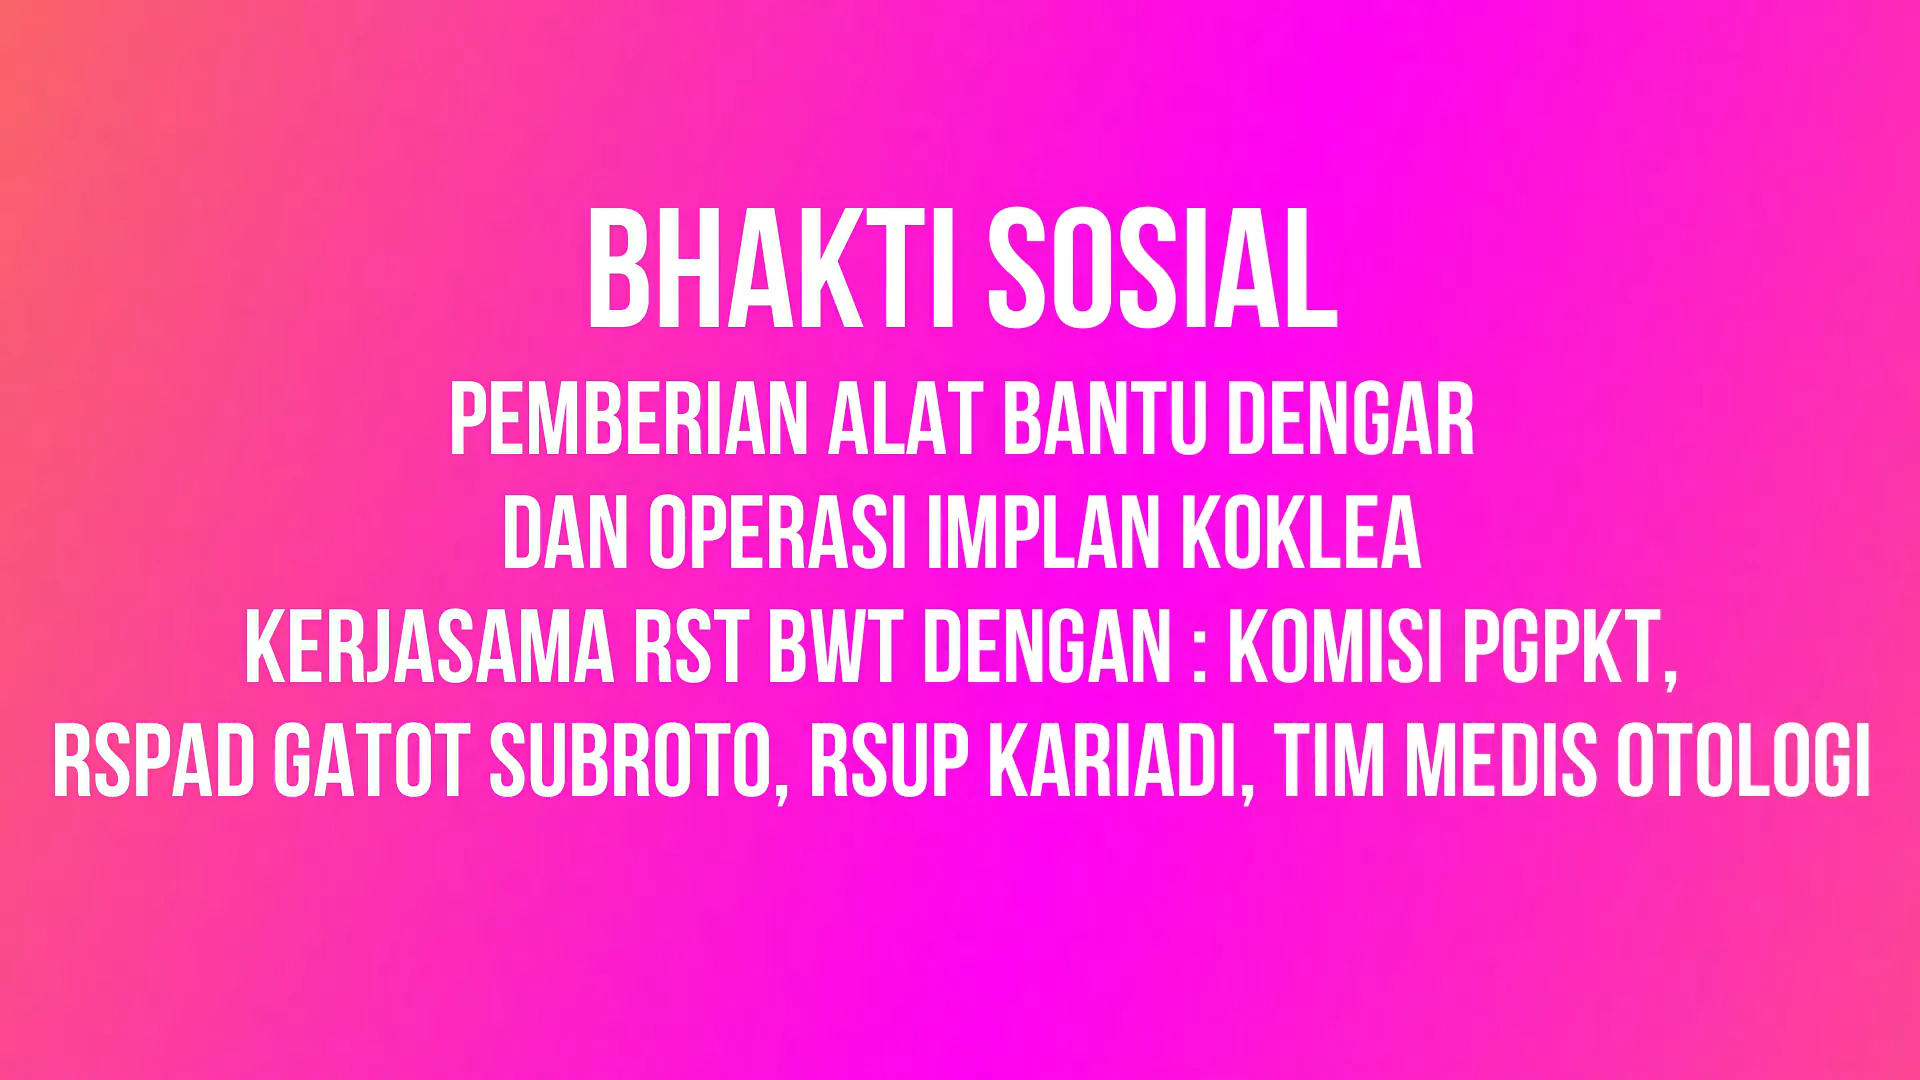 BHAKTI SOSIAL
PEMBERIAN ALAT BANTU DENGAR
DAN OPERASI IMPLAN KOKLEA
KERJASAMA RST BWT DENGAN : KOMISI PGPKT,
RSPAD GATOT SUBROTO, RSUP KARIADI, TIM MEDIS OTOLOGI